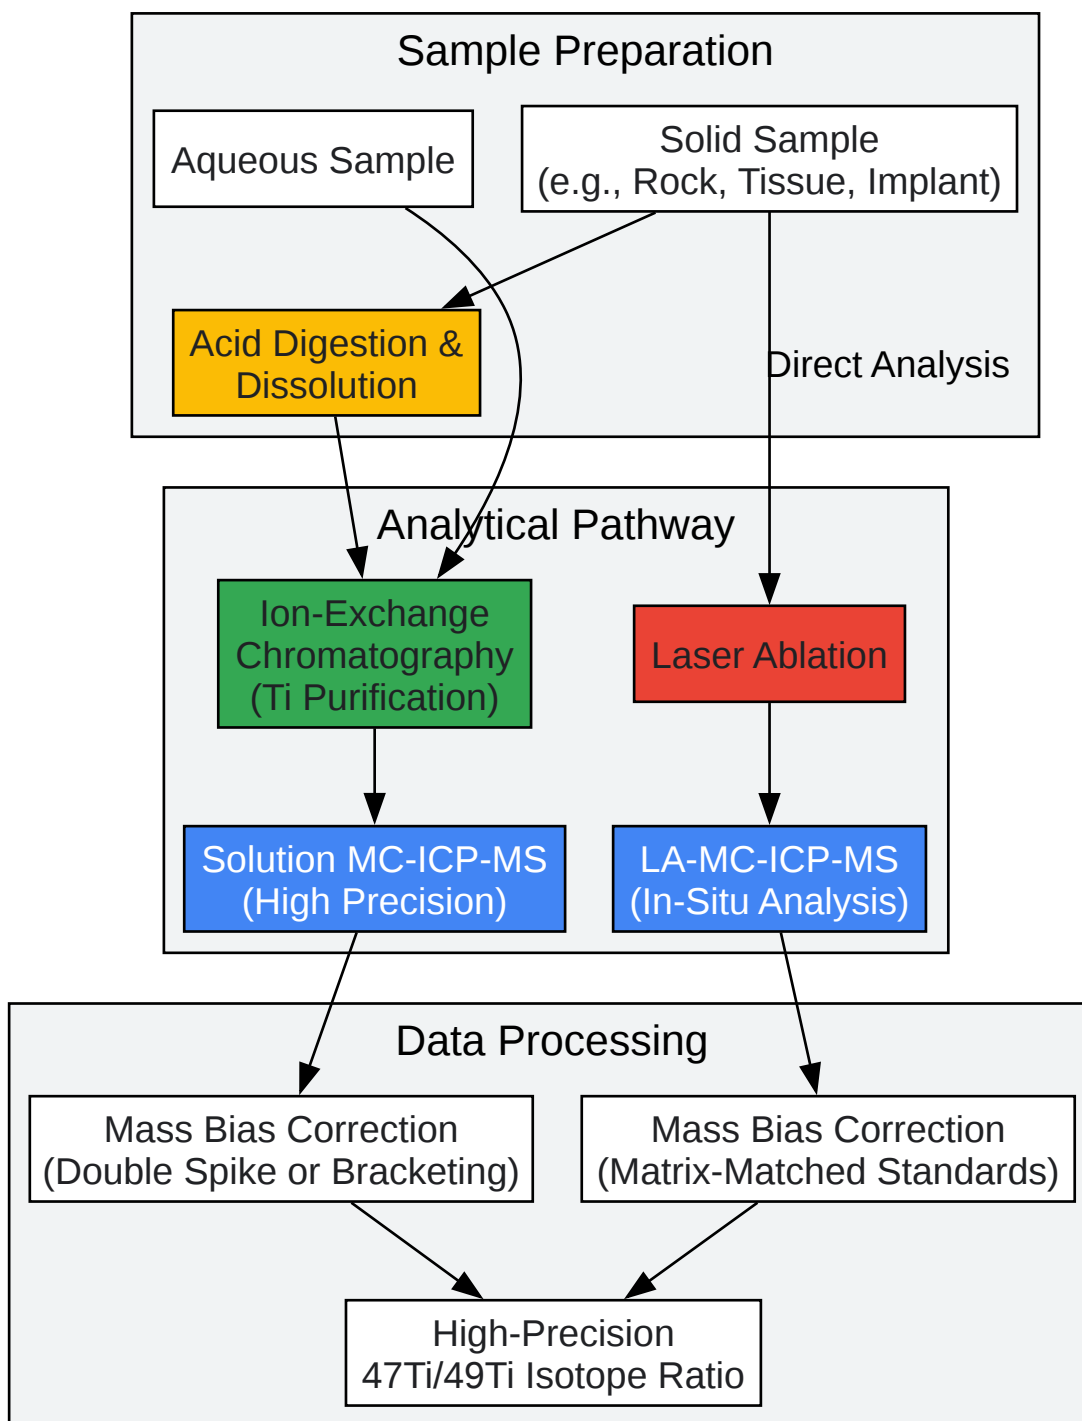 Sample Preparation
Aqueous Sample
Solid Sample
(e.g., Rock, Tissue, Implant)
Acid Digestion &
Dissolution
Direct Analysis
Analytical Pathway
Ion-Exchange
Chromatography
(Ti Purification)
Laser Ablation
Solution MC-ICP-MS
(High Precision)
LA-MC-ICP-MS
(In-Situ Analysis)
Data Processing
Mass Bias Correction
(Double Spike or Bracketing)
Mass Bias Correction
(Matrix-Matched Standards)
High-Precision
47Ti/49Ti Isotope Ratio